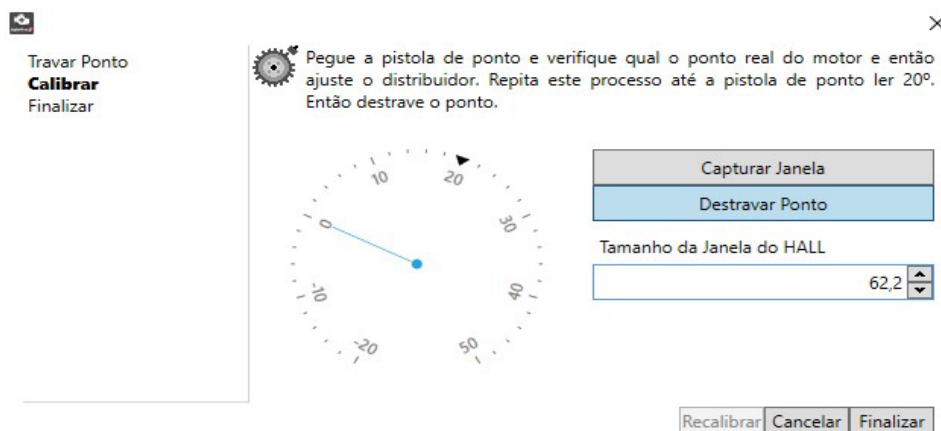 Travar Ponto
Calibrar
Finalizar
Pegue a pistola de ponto e verifique qual o ponto real do motor e então
ajuste o distribuidor. Repita este processo até a pistola de ponto ler 20º.
Então destrave o ponto.
-20
-10
0
10
20
30
40
50
Capturar Janela
Destravar Ponto
Tamanho da Janela do HALL
62,2
Recalibrar Cancelar Finalizar